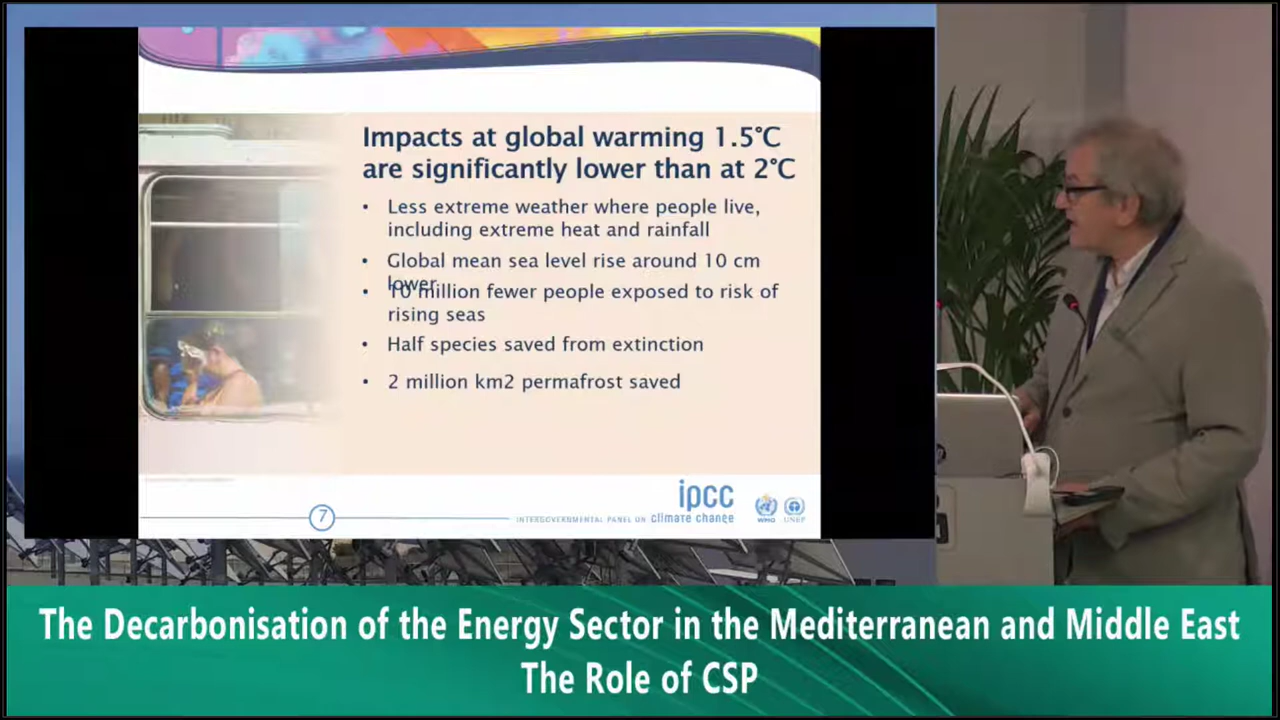 Impacts at global warming 1.5°C
are significantly lower than at 2°C
• Less extreme weather where people live,
including extreme heat and rainfall
• Global mean sea level rise around 10 cm
lower
• 10 million fewer people exposed to risk of
rising seas
• Half species saved from extinction
• 2 million km2 permafrost saved
7
INTERGOVERNMENTAL PANEL ON climate change
ipcc
WMO
UNEP
The Decarbonisation of the Energy Sector in the Mediterranean and Middle East
The Role of CSP